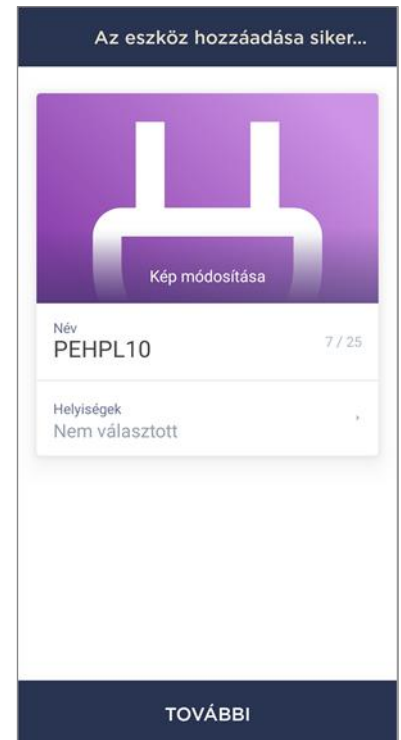 Az eszköz hozzáadása siker...
Kép módosítása
Név
PEHPL10
7 / 25
Helyiségek
Nem választott
TOVÁBBI